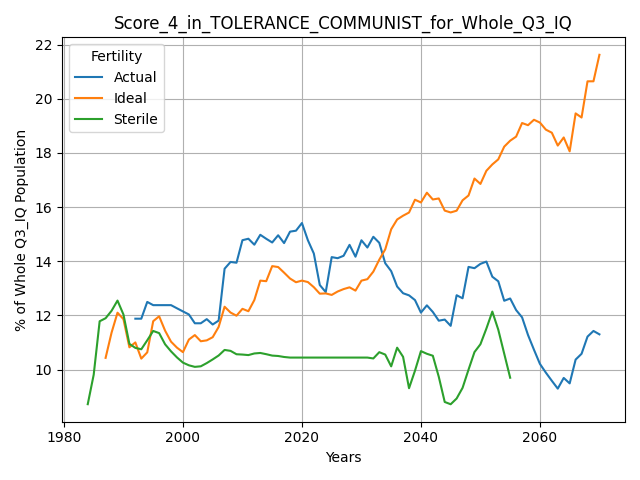 Score_4_in_TOLERANCE_COMMUNIST_for_Whole_Q3_IQ
Fertility
Actual
Ideal
Sterile
% of Whole Q3_IQ Population
22
20
18
16
14
12
10
1980
2000
2020
2040
2060
Years